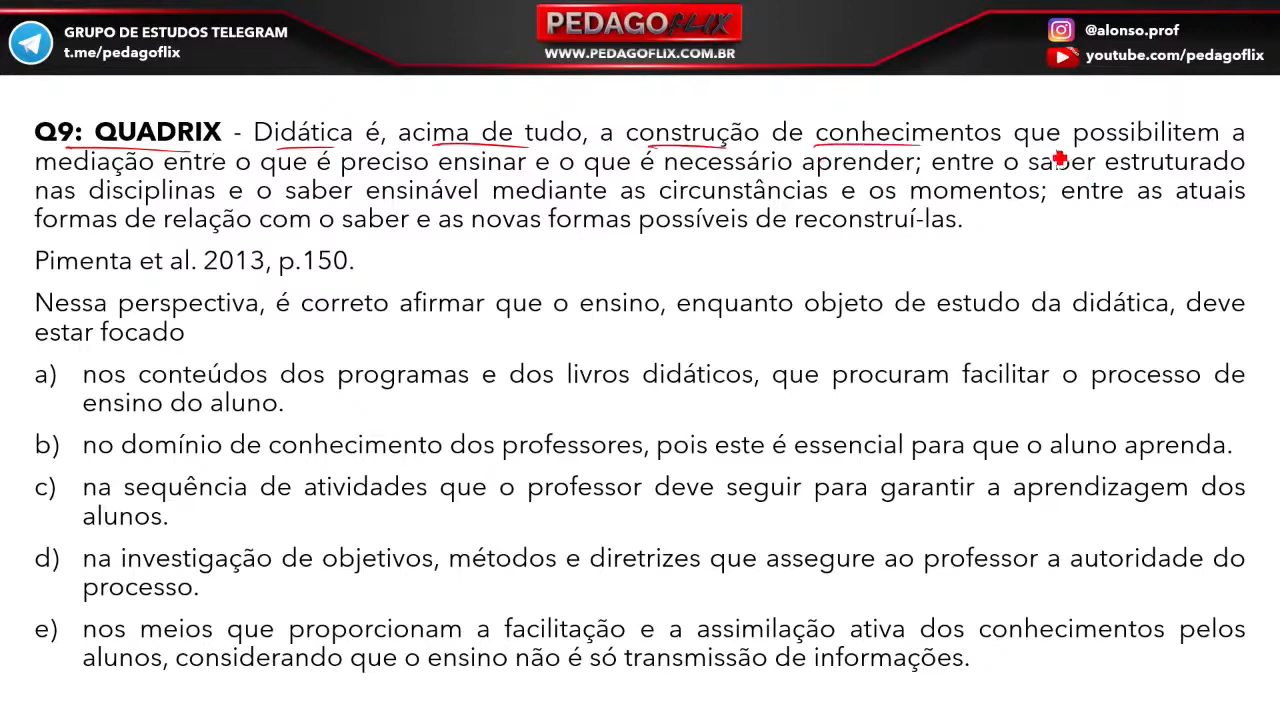 GRUPO DE ESTUDOS TELEGRAM
t.me/pedagoflix
PEDAGOFLIX
WWW.PEDAGOFLIX.COM.BR
@alonso.prof
youtube.com/pedagoflix
Q9: QUADRIX - Didática é, acima de tudo, a construção de conhecimentos que possibilitem a
mediação entre o que é preciso ensinar e o que é necessário aprender; entre o saber estruturado
nas disciplinas e o saber ensinável mediante as circunstâncias e os momentos; entre as atuais
formas de relação com o saber e as novas formas possíveis de reconstruí-las.
Pimenta et al. 2013, p.150.
Nessa perspectiva, é correto afirmar que o ensino, enquanto objeto de estudo da didática, deve
estar focado
a) nos conteúdos dos programas e dos livros didáticos, que procuram facilitar o processo de
ensino do aluno.
b) no domínio de conhecimento dos professores, pois este é essencial para que o aluno aprenda.
c) na sequência de atividades que o professor deve seguir para garantir a aprendizagem dos
alunos.
d) na investigação de objetivos, métodos e diretrizes que assegure ao professor a autoridade do
processo.
e) nos meios que proporcionam a facilitação e a assimilação ativa dos conhecimentos pelos
alunos, considerando que o ensino não é só transmissão de informações.